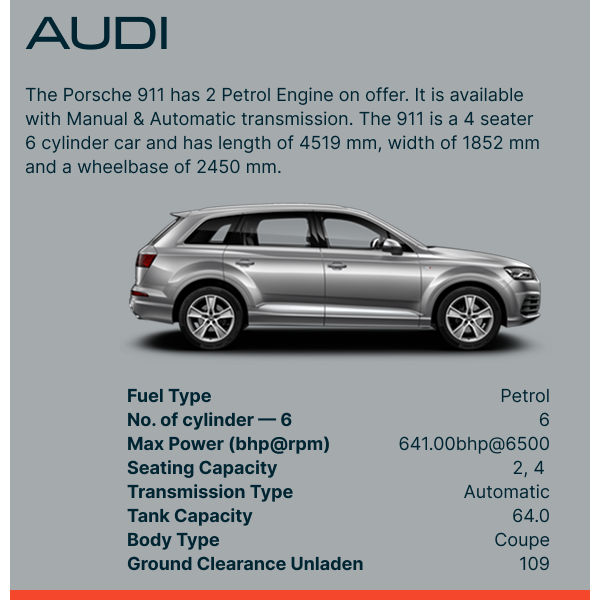 AUDI
The Porsche 911 has 2 Petrol Engine on offer. It is available
with Manual & Automatic transmission. The 911 is a 4 seater
6 cylinder car and has length of 4519 mm, width of 1852 mm
and a wheelbase of 2450 mm.
Fuel Type Petrol
No. of cylinder — 6 6
Max Power (bhp@rpm) 641.00bhp@6500
Seating Capacity 2, 4
Transmission Type Automatic
Tank Capacity 64.0
Body Type Coupe
Ground Clearance Unladen 109